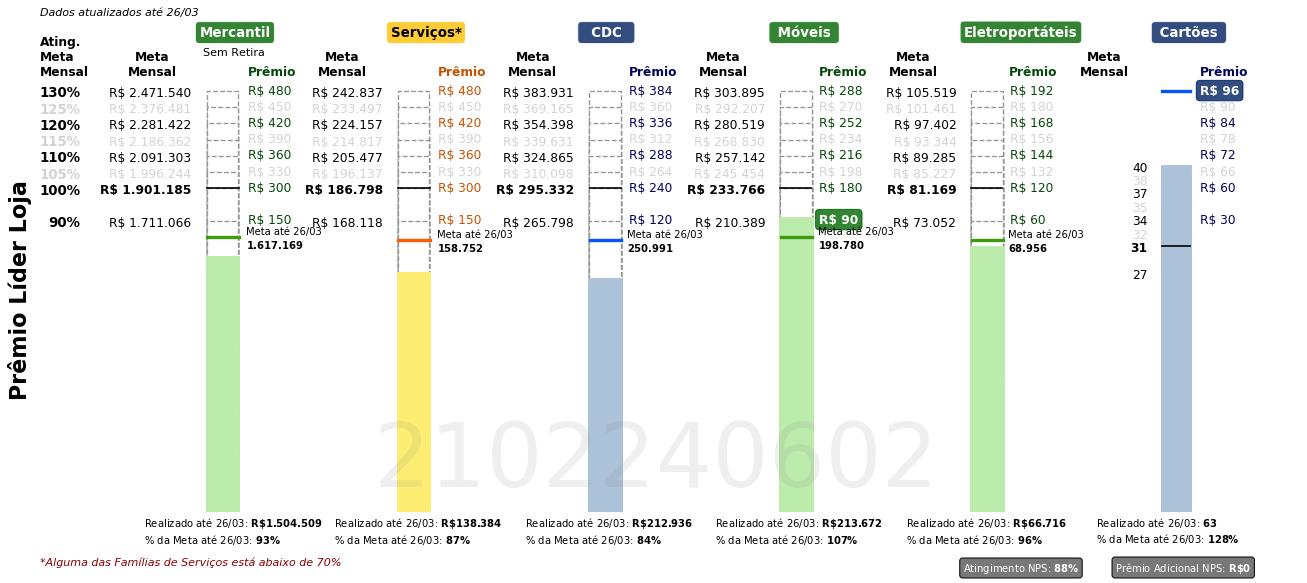 Dados atualizados até 26/03
Mercantil Serviços* CDC Móveis Eletroportáteis Cartões
Sem Retira
Ating. Meta Mensal Meta Mensal Prêmio Meta Mensal Prêmio Meta Mensal Prêmio Meta Mensal Prêmio Meta Mensal Prêmio Meta Mensal Prêmio
130% R$ 2.471.540 R$ 480 R$ 242.837 R$ 480 R$ 383.931 R$ 384 R$ 303.895 R$ 288 R$ 105.519 R$ 192 R$ 96
125% R$ 2.376.481 R$ 450 R$ 233.497 R$ 450 R$ 369.165 R$ 360 R$ 292.207 R$ 270 R$ 101.461 R$ 180 R$ 90
120% R$ 2.281.422 R$ 420 R$ 224.157 R$ 420 R$ 354.398 R$ 336 R$ 280.519 R$ 252 R$ 97.402 R$ 168 R$ 84
115% R$ 2.186.362 R$ 390 R$ 214.817 R$ 390 R$ 339.631 R$ 312 R$ 268.830 R$ 234 R$ 93.344 R$ 156 R$ 78
110% R$ 2.091.303 R$ 360 R$ 205.477 R$ 360 R$ 324.865 R$ 288 R$ 257.142 R$ 216 R$ 89.285 R$ 144 40 R$ 72
105% R$ 1.996.244 R$ 330 R$ 196.137 R$ 330 R$ 310.098 R$ 264 R$ 245.454 R$ 198 R$ 85.227 R$ 132 38 R$ 66
100% R$ 1.901.185 R$ 300 R$ 186.798 R$ 300 R$ 295.332 R$ 240 R$ 233.766 R$ 180 R$ 81.169 R$ 120 37 R$ 60
35
90% R$ 1.711.066 R$ 150 R$ 168.118 R$ 150 R$ 265.798 R$ 120 R$ 210.389 R$ 90 R$ 73.052 R$ 60 34 R$ 30
32
Meta até 26/03 Meta até 26/03 Meta até 26/03 Meta até 26/03 Meta até 26/03
1.617.169 158.752 250.991 198.780 68.956 31
27
Prêmio Líder Loja
2102240602
Realizado até 26/03: R$1.504.509 Realizado até 26/03: R$138.384 Realizado até 26/03: R$212.936 Realizado até 26/03: R$213.672 Realizado até 26/03: R$66.716 Realizado até 26/03: 63
% da Meta até 26/03: 93% % da Meta até 26/03: 87% % da Meta até 26/03: 84% % da Meta até 26/03: 107% % da Meta até 26/03: 96% % da Meta até 26/03: 128%
*Alguma das Famílias de Serviços está abaixo de 70%
Atingimento NPS: 88% Prêmio Adicional NPS: R$0